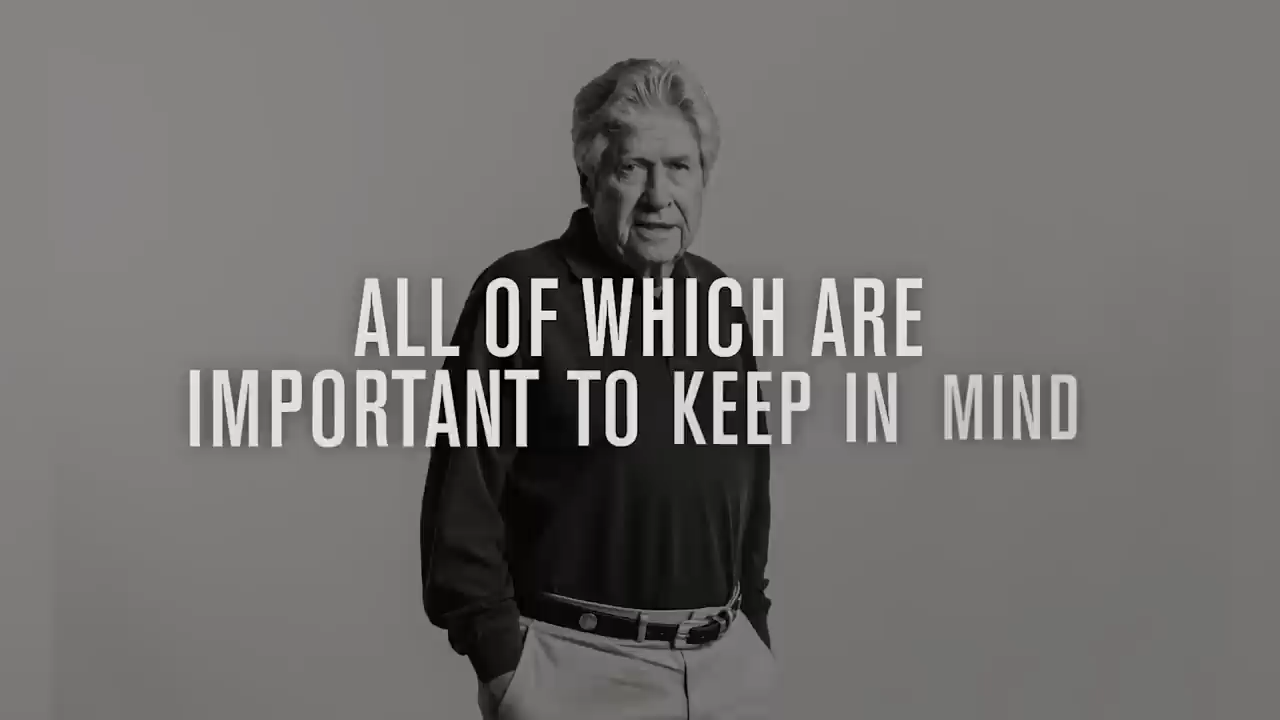 ALL OF WHICH ARE
IMPORTANT TO KEEP IN MIND